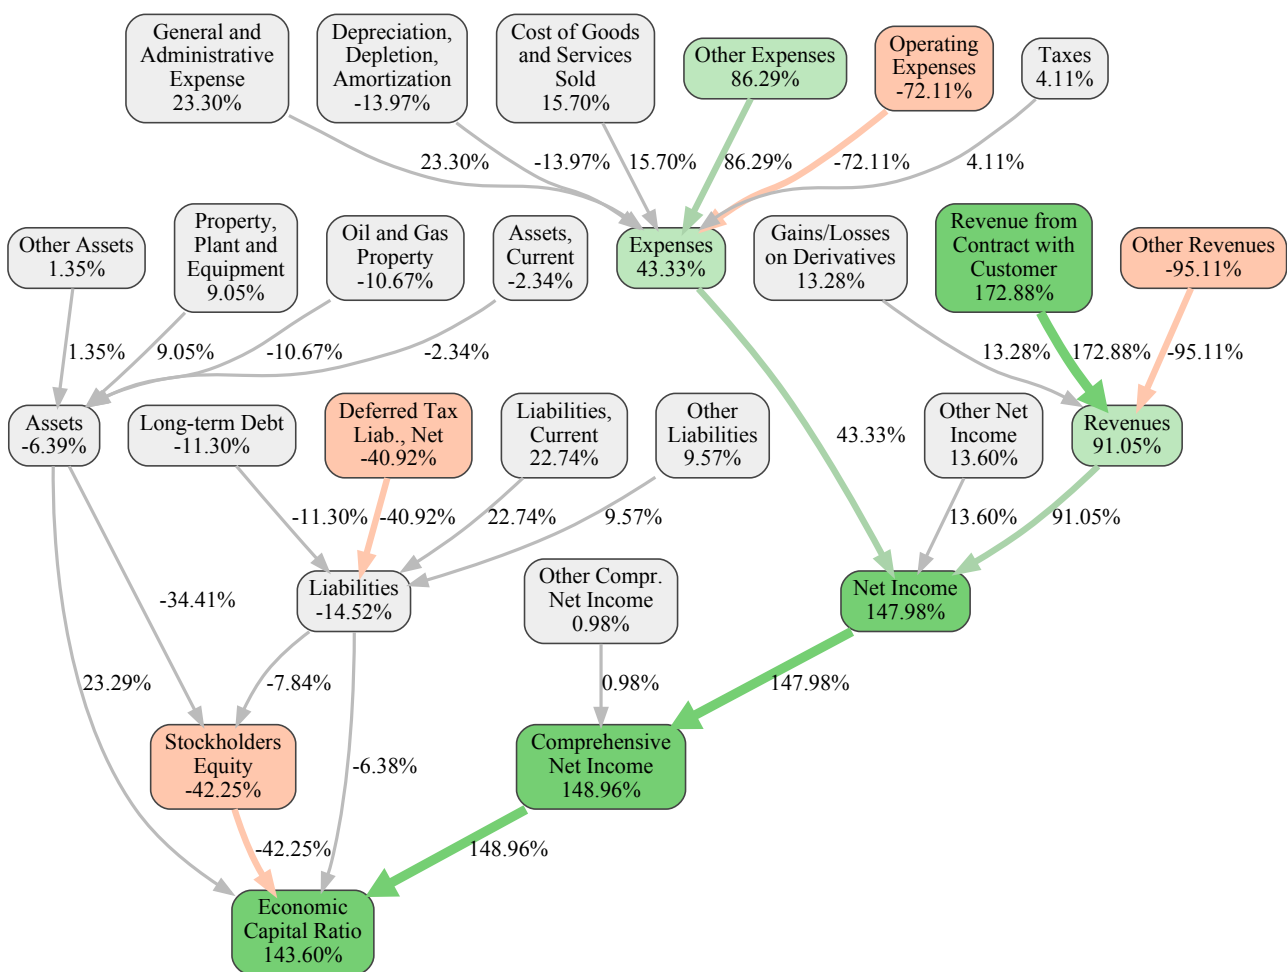 General and
Administrative
Expense
23.30%
Depreciation,
Depletion,
Amortization
-13.97%
Cost of Goods
and Services
Sold
15.70%
Other Expenses
86.29%
Operating
Expenses
-72.11%
Taxes
4.11%
23.30%
-13.97%
15.70%
86.29%
-72.11%
4.11%
Other Assets
1.35%
Property,
Plant and
Equipment
9.05%
Oil and Gas
Property
-10.67%
Assets,
Current
-2.34%
Expenses
43.33%
Gains/Losses
on Derivatives
13.28%
Revenue from
Contract with
Customer
172.88%
Other Revenues
-95.11%
1.35%
9.05%
-10.67%
-2.34%
13.28%
172.88%
-95.11%
Assets
-6.39%
Long-term Debt
-11.30%
Deferred Tax
Liab., Net
-40.92%
Liabilities,
Current
22.74%
Other
Liabilities
9.57%
43.33%
Other Net
Income
13.60%
Revenues
91.05%
-11.30%
-40.92%
22.74%
9.57%
13.60%
91.05%
-34.41%
Liabilities
-14.52%
Other Compr.
Net Income
0.98%
Net Income
147.98%
23.29%
-7.84%
0.98%
147.98%
Stockholders
Equity
-42.25%
-6.38%
Comprehensive
Net Income
148.96%
-42.25%
148.96%
Economic
Capital Ratio
143.60%